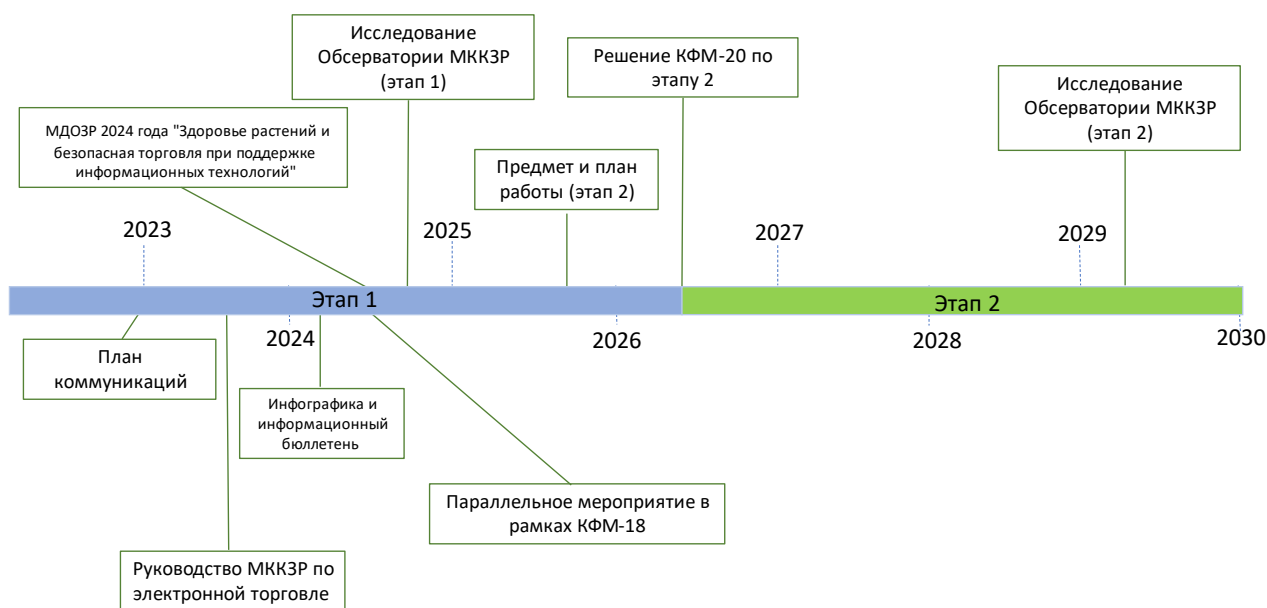 Исследование
Обсерватории МККЗР
(этап 1)
Решение КФМ-20 по
этапу 2
Исследование
Обсерватории МККЗР
(этап 2)
МДОЗР 2024 года "Здоровье растений и
безопасная торговля при поддержке
информационных технологий"
Предмет и план
работы (этап 2)
2023
2025
2027
2029
Этап 1
Этап 2
2024
2026
2028
2030
План
коммуникаций
Инфографика и
информационный
бюллетень
Параллельное мероприятие в
рамках КФМ-18
Руководство МККЗР по
электронной торговле